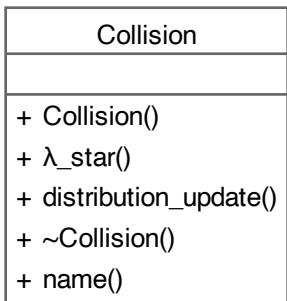 Collision
+ Collision()
+ λ_star()
+ distribution_update()
+ ~Collision()
+ name()